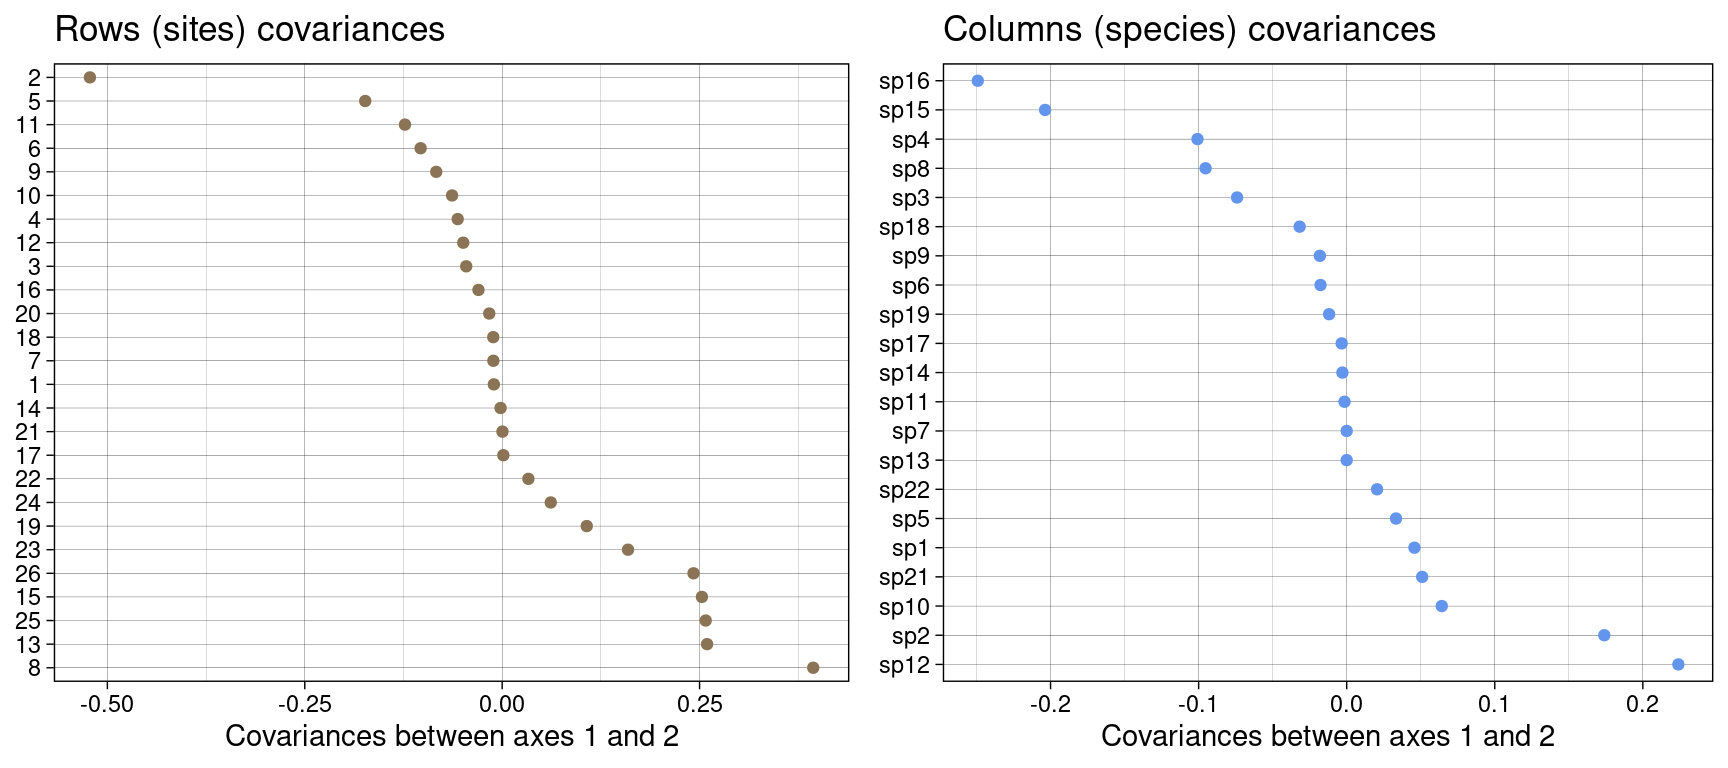 Rows (sites) covariances
2
5
11
6
9
10
4
12
3
16
20
18
7
1
14
21
17
22
24
19
23
26
15
25
13
8
-0.50 -0.25 0.00 0.25
Covariances between axes 1 and 2
Columns (species) covariances
sp16
sp15
sp4
sp8
sp3
sp18
sp9
sp6
sp19
sp17
sp14
sp11
sp7
sp13
sp22
sp5
sp1
sp21
sp10
sp2
sp12
-0.2 -0.1 0.0 0.1 0.2
Covariances between axes 1 and 2